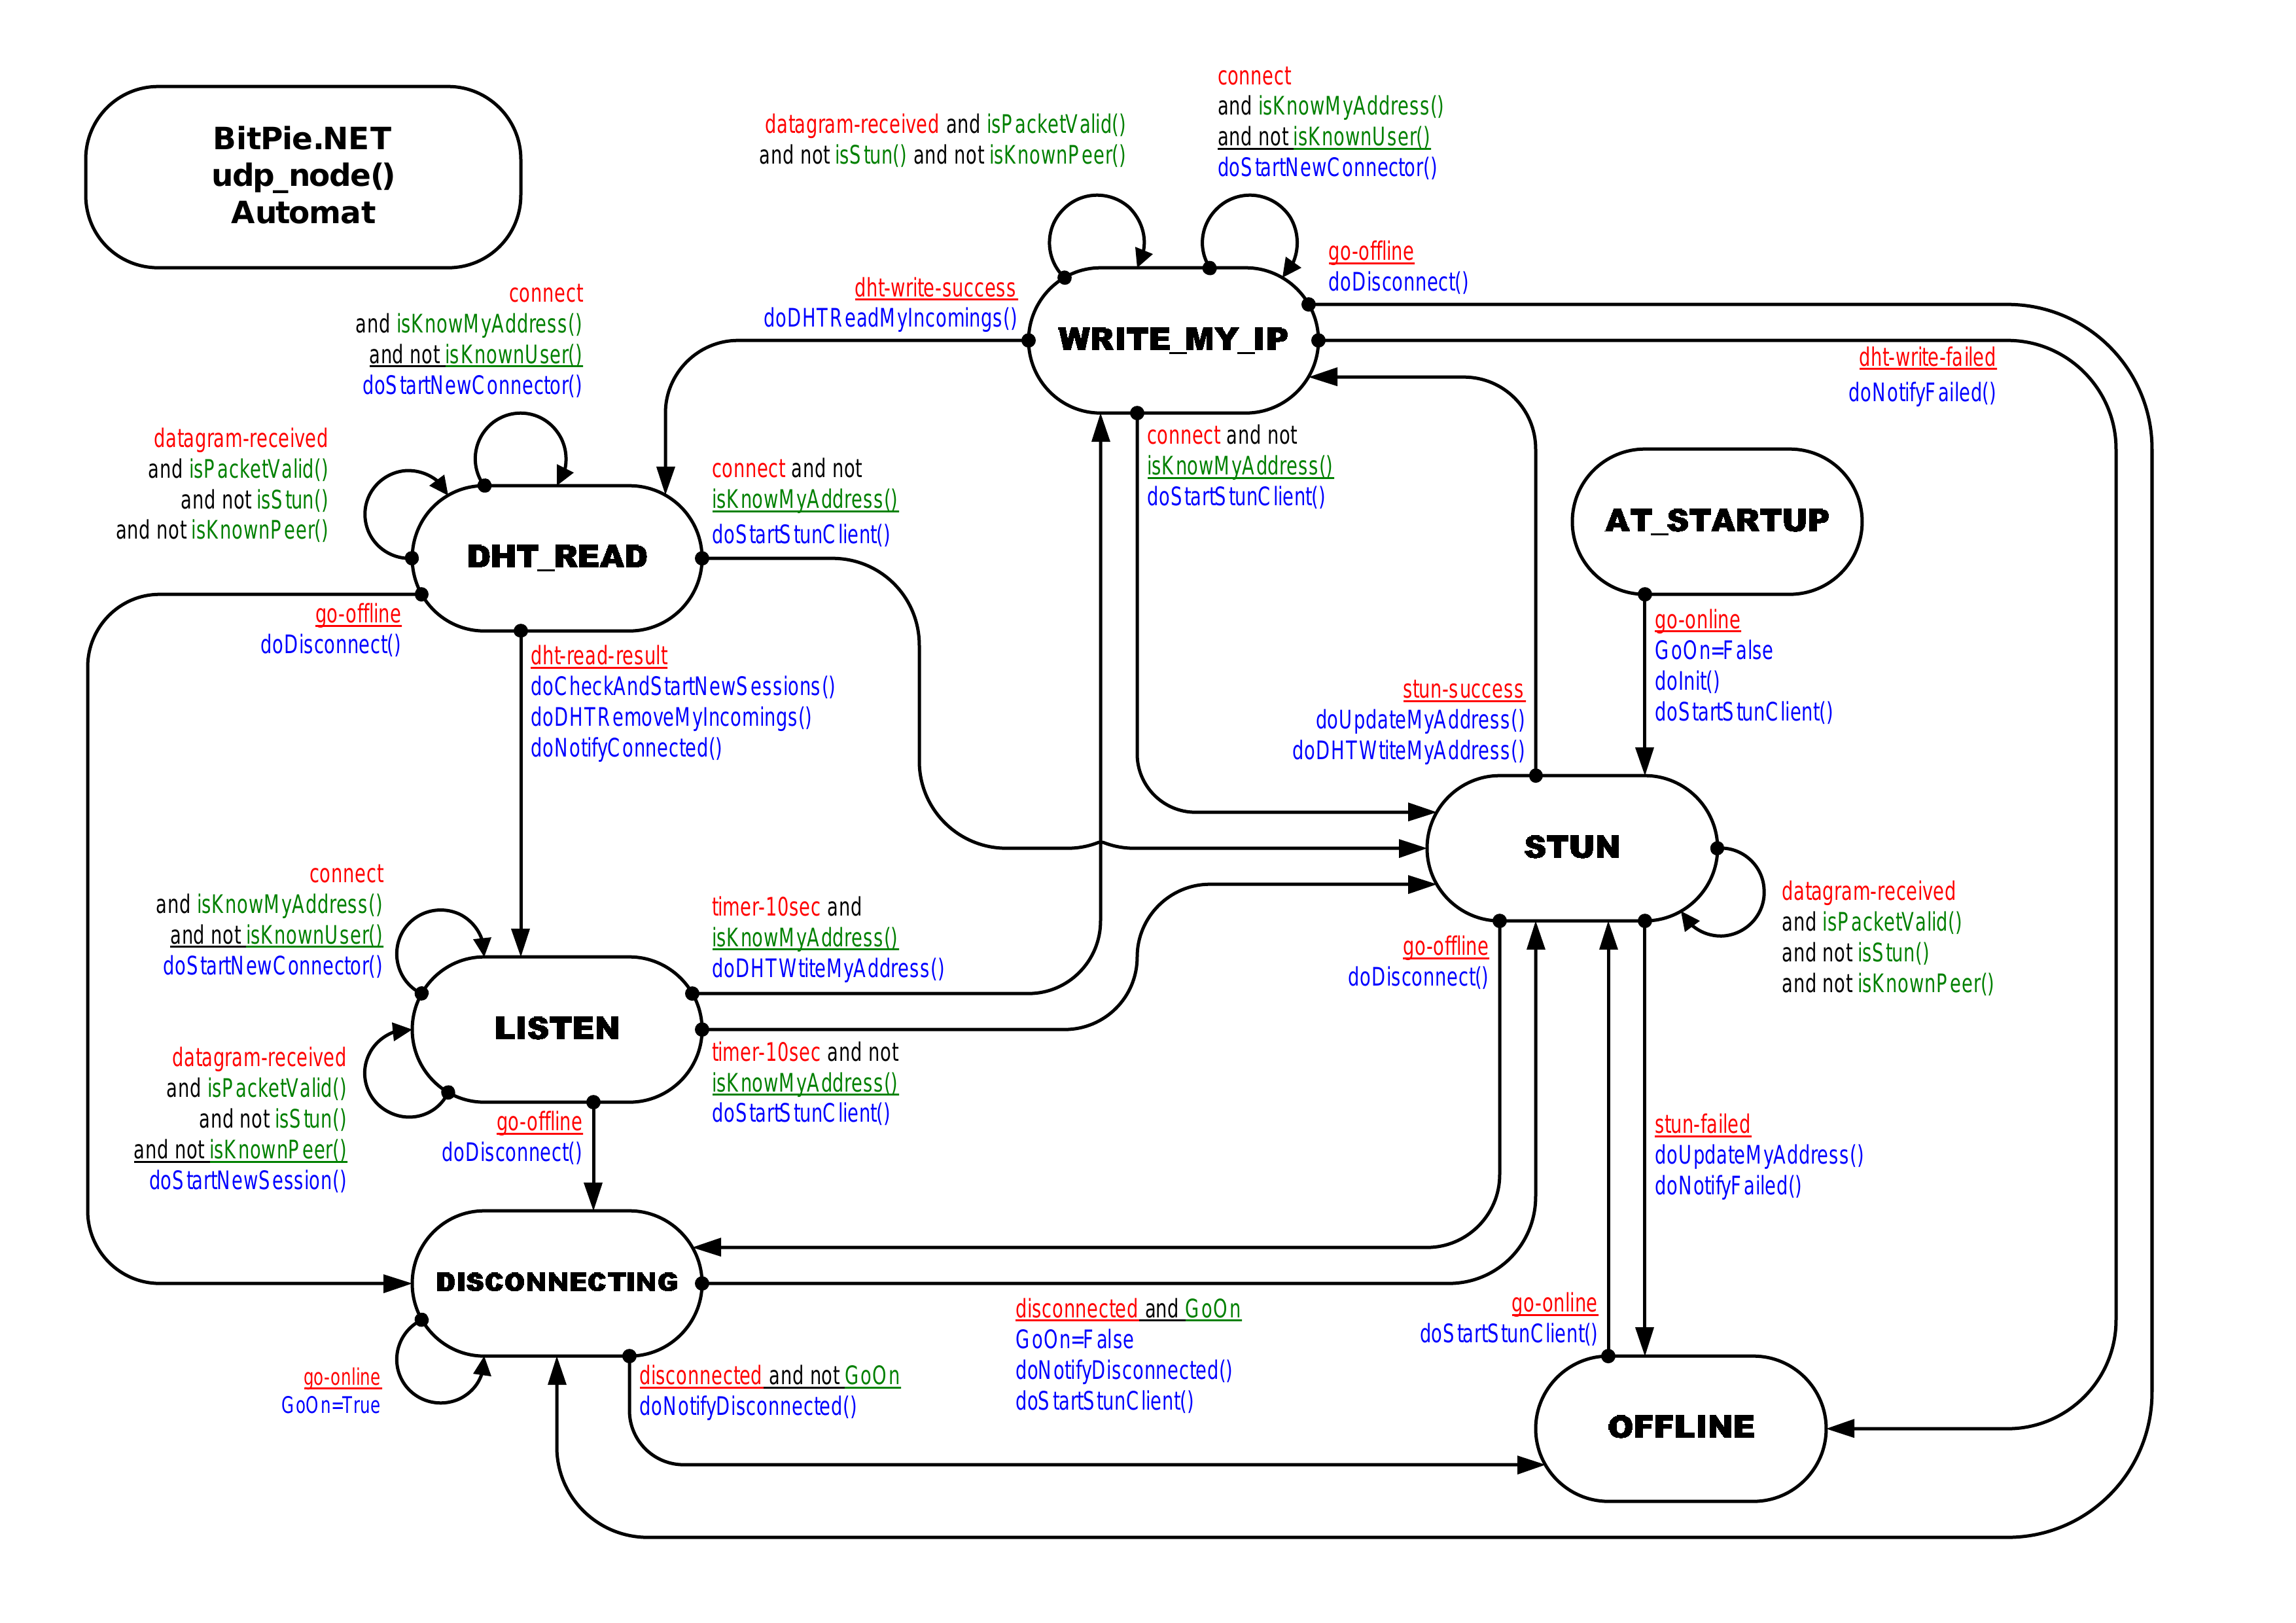 BitPie.NET
udp_node()
Automat
connect
and isKnowMyAddress()
and not isKnownUser()
doStartNewConnector()
datagram-received and isPacketValid()
and not isStun() and not isKnownPeer()
go-offline
doDisconnect()
dht-write-success
doDHTReadMyIncomings()
WRITE_MY_IP
dht-write-failed
doNotifyFailed()
connect
and isKnowMyAddress()
and not isKnownUser()
doStartNewConnector()
datagram-received
and isPacketValid()
and not isStun()
and not isKnownPeer()
connect and not
isKnowMyAddress()
doStartStunClient()
connect and not
isKnowMyAddress()
doStartStunClient()
AT_STARTUP
DHT_READ
go-offline
doDisconnect()
go-online
GoOn=False
doInit()
doStartStunClient()
dht-read-result
doCheckAndStartNewSessions()
doDHTRemoveMyIncomings()
doNotifyConnected()
stun-success
doUpdateMyAddress()
doDHTWtiteMyAddress()
STUN
connect
and isKnowMyAddress()
and not isKnownUser()
doStartNewConnector()
timer-10sec and
isKnowMyAddress()
doDHTWtiteMyAddress()
datagram-received
and isPacketValid()
and not isStun()
and not isKnownPeer()
go-offline
doDisconnect()
LISTEN
datagram-received
and isPacketValid()
and not isStun()
and not isKnownPeer()
doStartNewSession()
timer-10sec and not
isKnowMyAddress()
doStartStunClient()
go-offline
doDisconnect()
stun-failed
doUpdateMyAddress()
doNotifyFailed()
DISCONNECTING
disconnected and GoOn
GoOn=False
doNotifyDisconnected()
doStartStunClient()
go-online
doStartStunClient()
go-online
GoOn=True
disconnected and not GoOn
doNotifyDisconnected()
OFFLINE